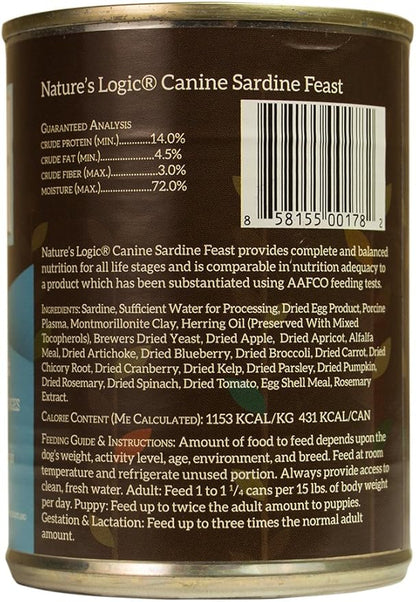 Nature's Logic® Canine Sardine Feast
Guaranteed Analysis
crude protein (min.)..............14.0%
crude fat (min.)......................4.5%
crude fiber (max.)..................3.0%
moisture (max.).....................72.0%
8 58155 00178 2
Nature's Logic® Canine Sardine Feast provides complete and balanced
nutrition for all life stages and is comparable in nutrition adequacy to
a product which has been substantiated using AAFCO feeding tests.
Ingredients: Sardine, Sufficient Water for Processing, Dried Egg Product, Porcine
Plasma, Montmorillonite Clay, Herring Oil (Preserved With Mixed
Tocopherols), Brewers Dried Yeast, Dried Apple, Dried Apricot, Alfalfa
Meal, Dried Artichoke, Dried Blueberry, Dried Broccoli, Dried Carrot, Dried
Chicory Root, Dried Cranberry, Dried Kelp, Dried Parsley, Dried Pumpkin,
Dried Rosemary, Dried Spinach, Dried Tomato, Egg Shell Meal, Rosemary
Extract.
Calorie Content (Me Calculated): 1153 KCAL/KG 431 KCAL/CAN
Feeding Guide & Instructions: Amount of food to feed depends upon the
dog's weight, activity level, age, environment, and breed. Feed at room
temperature and refrigerate unused portion. Always provide access to
clean, fresh water. Adult: Feed 1 to 1 1/4 cans per 15 lbs. of body weight
per day. Puppy: Feed up to twice the adult amount to puppies.
Gestation & Lactation: Feed up to three times the normal adult
amount.